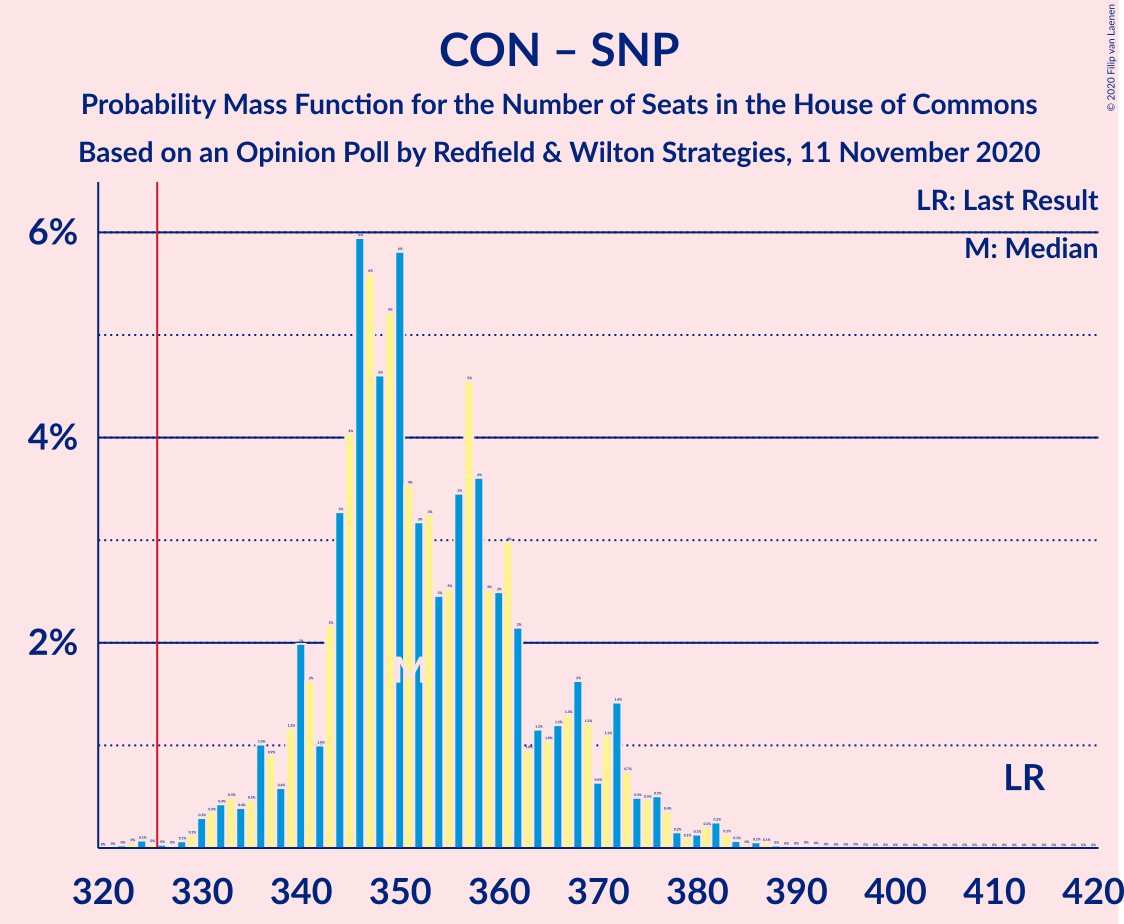 CON – SNP
Probability Mass Function for the Number of Seats in the House of Commons
Based on an Opinion Poll by Redfield & Wilton Strategies, 11 November 2020
© 2020 Filip van Laenen
LR: Last Result
M: Median
6%
4%
2%
M
LR
320 330 340 350 360 370 380 390 400 410 420